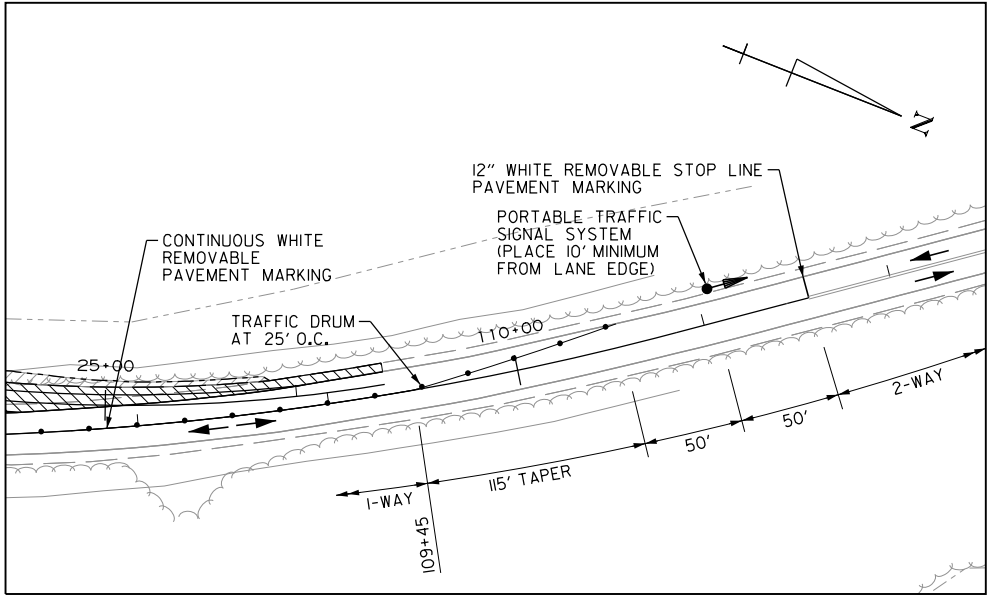 N
12" WHITE REMOVABLE STOP LINE
PAVEMENT MARKING
PORTABLE TRAFFIC
SIGNAL SYSTEM
(PLACE 10' MINIMUM
FROM LANE EDGE)
CONTINUOUS WHITE
REMOVABLE
PAVEMENT MARKING
TRAFFIC DRUM
AT 25' O.C.
110+00
25+00
2-WAY
50'
50'
115' TAPER
1-WAY
109+45